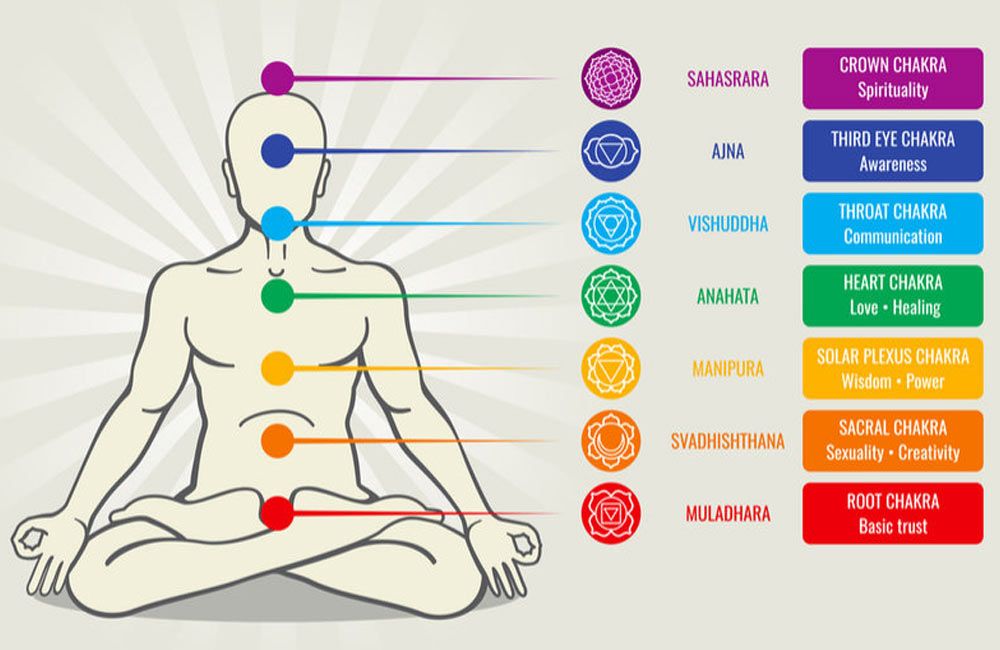 SAHASRARA
CROWN CHAKRA
Spirituality
AJNA
THIRD EYE CHAKRA
Awareness
VISHUDDHA
THROAT CHAKRA
Communication
ANAHATA
HEART CHAKRA
Love • Healing
MANIPURA
SOLAR PLEXUS CHAKRA
Wisdom • Power
SVADHISHTHANA
SACRAL CHAKRA
Sexuality • Creativity
MULADHARA
ROOT CHAKRA
Basic trust